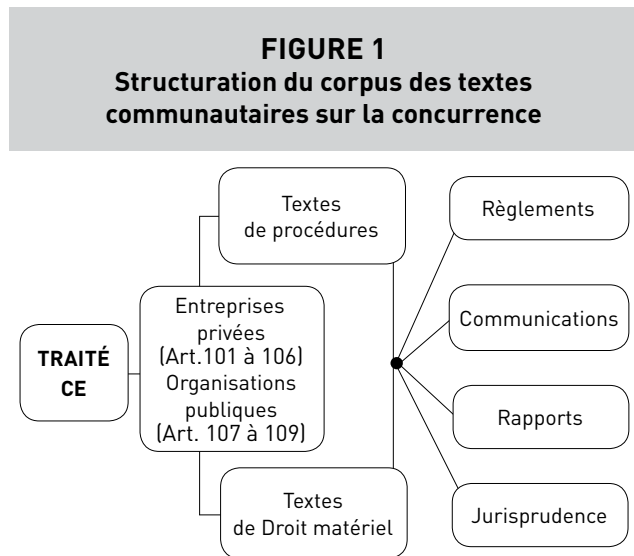 FIGURE 1
Structuration du corpus des textes
communautaires sur la concurrence
TRAITÉ
CE
Entreprises
privées
(Art.101 à 106)
Organisations
publiques
(Art. 107 à 109)
Textes
de procédures
Textes
de Droit matériel
Règlements
Communications
Rapports
Jurisprudence